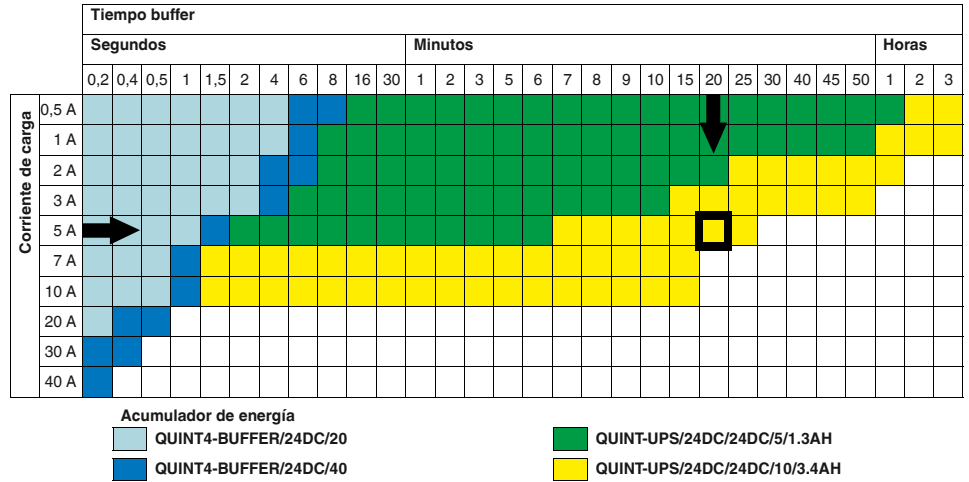 Tiempo buffer
Segundos Minutos Horas
0,2 0,4 0,5 1 1,5 2 4 6 8 16 30 1 2 3 5 6 7 8 9 10 15 20 25 30 40 45 50 1 2 3
Corriente de carga
0,5 A
1 A
2 A
3 A
5 A
7 A
10 A
20 A
30 A
40 A
Acumulador de energía
QUINT4-BUFFER/24DC/20 QUINT-UPS/24DC/24DC/5/1.3AH
QUINT4-BUFFER/24DC/40 QUINT-UPS/24DC/24DC/10/3.4AH